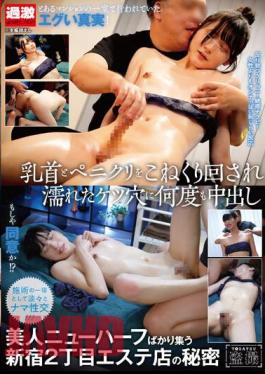 過激
とあるマンションの一室で行われていた、
エグい真実!
乳首とペニクリをこねくり回され
濡れたケツ穴に何度も中出し
もしや同意か!?
施術の一環
として淡々と
ナマ性交
美人ニューハーフばかり集う
新宿2丁目エステ店の秘密
盗撮